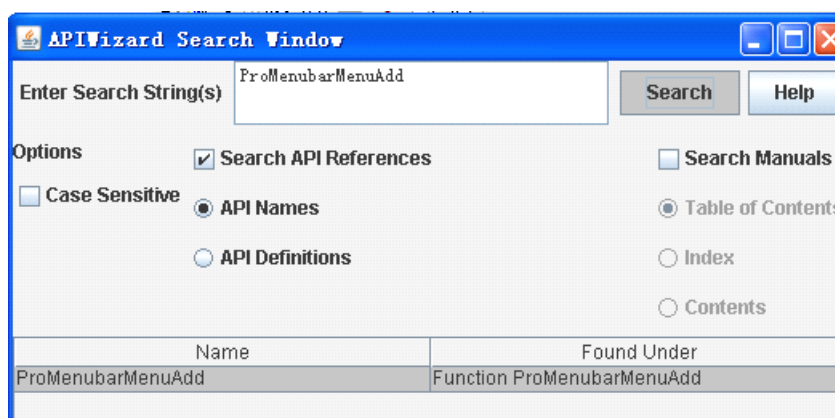 APIWizard Search Window
Enter Search String(s) ProMenubarMenuAdd Search Help
Options Search API References Search Manuals
Case Sensitive API Names Table of Contents
API Definitions Index
Contents
Name Found Under
ProMenubarMenuAdd Function ProMenubarMenuAdd